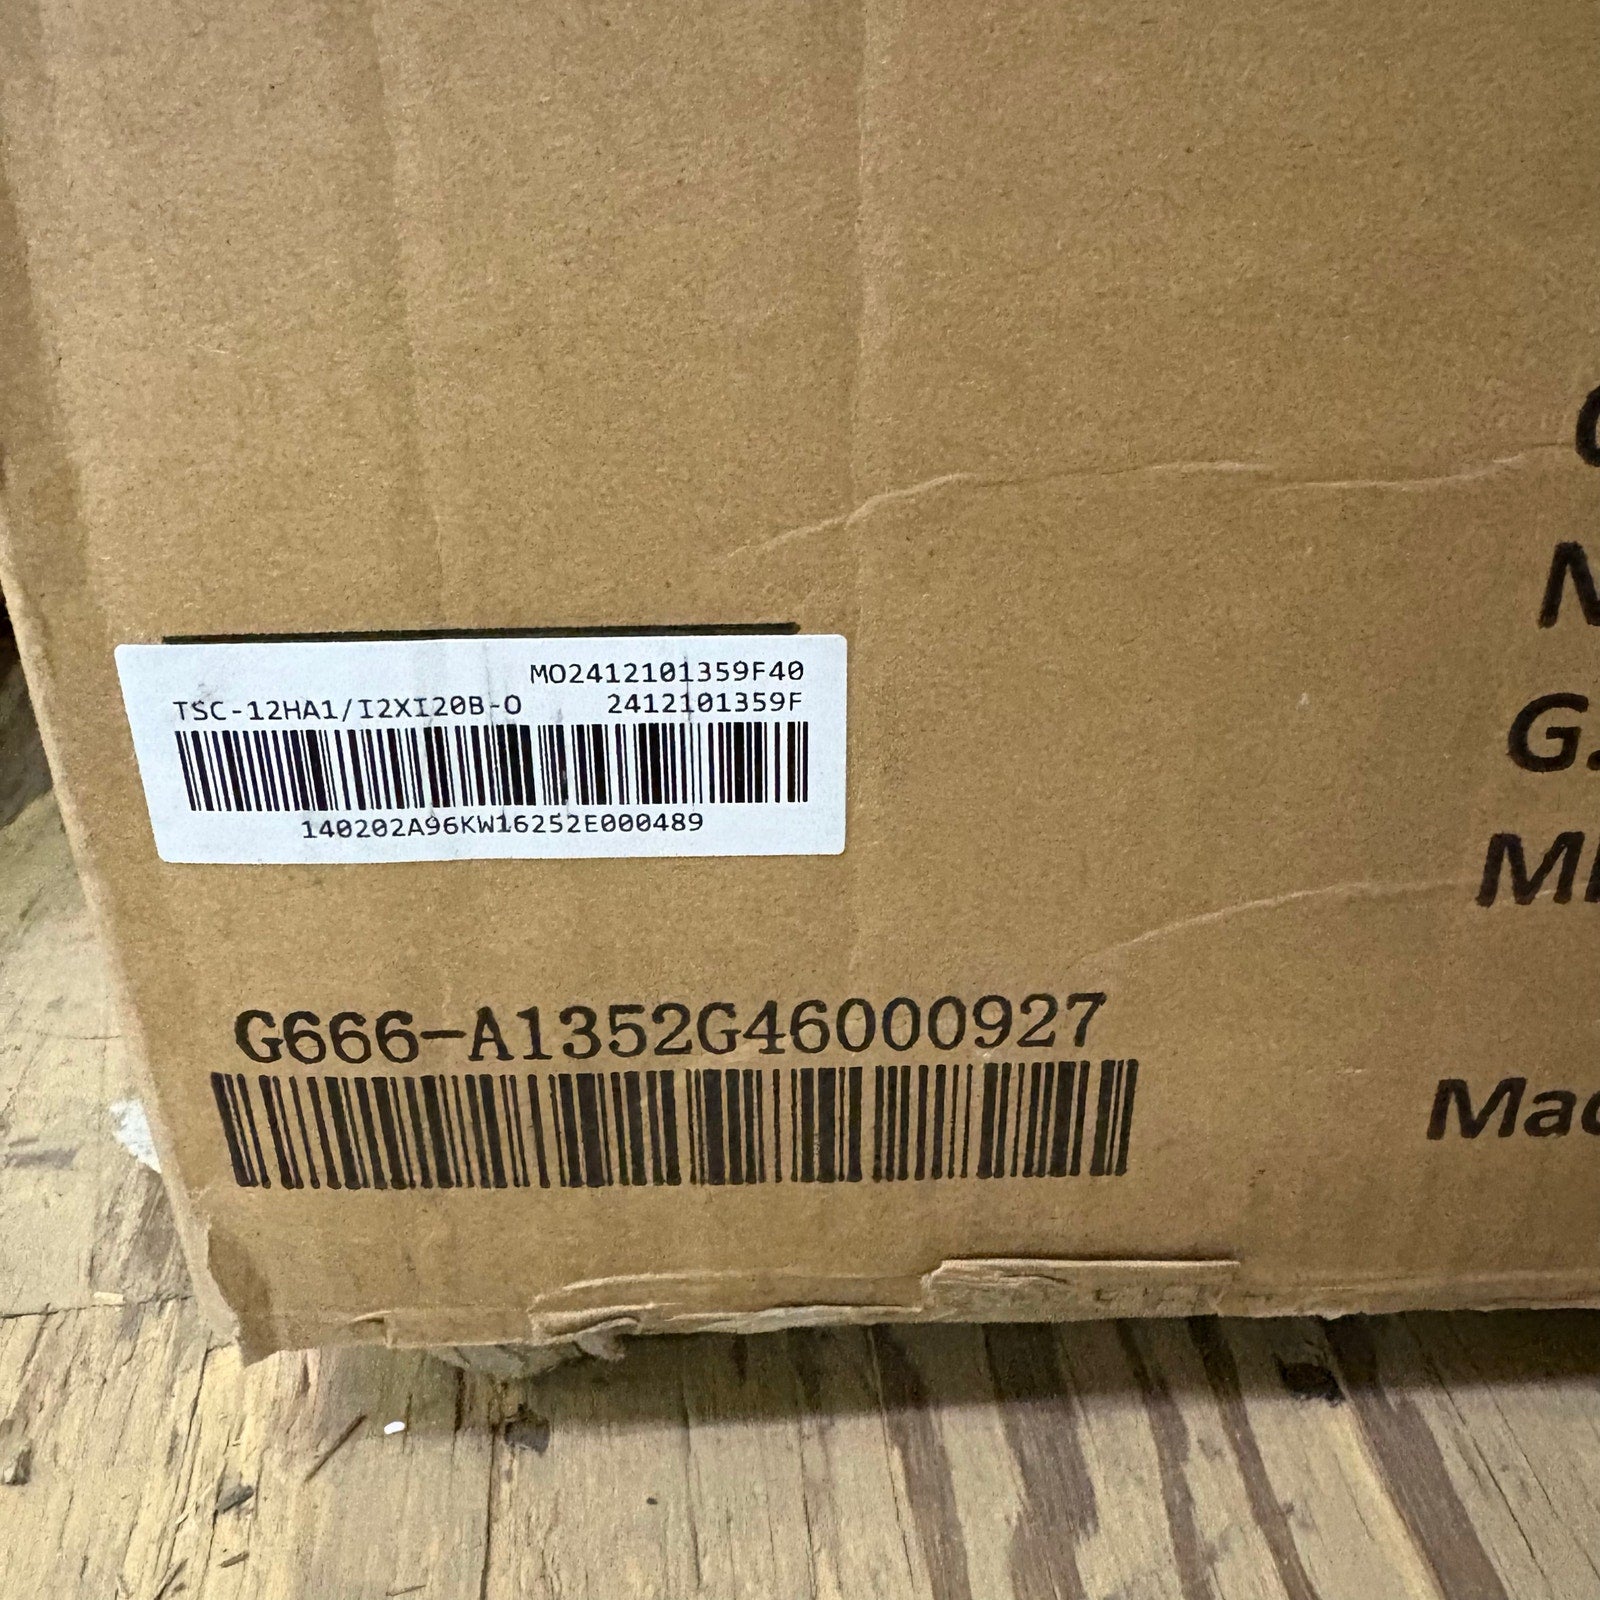 MO2412101359F40
TSC-12HA1/I2XI20B-O 2412101359F
140202A96KW16252E000489
G666-A1352G46000927
G.